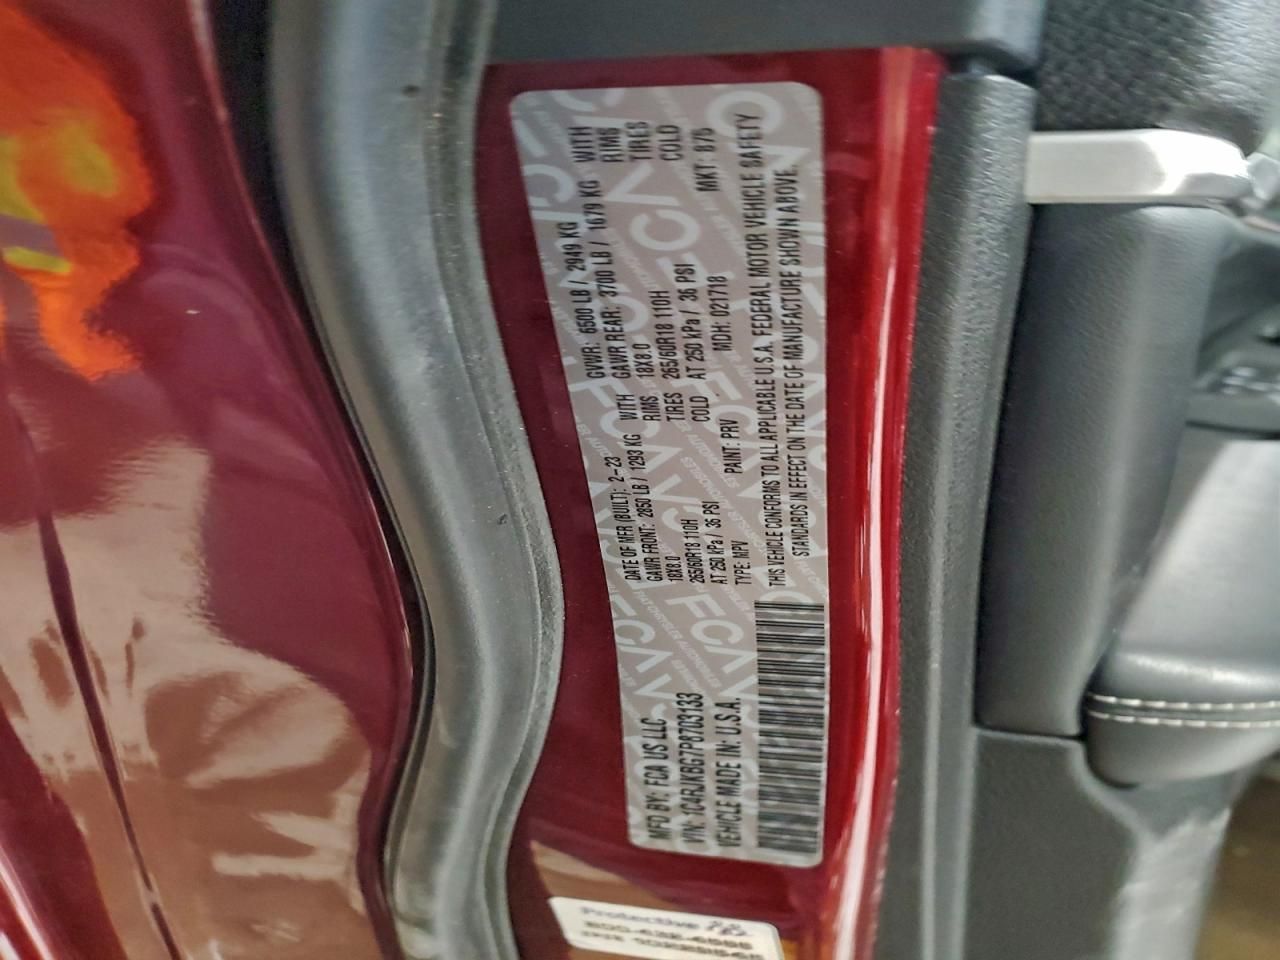 MFD BY: FCA US LLC
DATE OF MFR (BUILT): 2-23
GVWR: 6500 LB / 2949 KG
GAWR FRONT: 2850 LB / 1293 KG WITH
18X8.0 RIMS
265/60R18 110H TIRES
AT 250 kPa / 36 PSI COLD
GAWR REAR: 3700 LB / 1679 KG WITH
18X8.0 RIMS
265/60R18 110H TIRES
AT 250 kPa / 36 PSI COLD
VIN: 1C4RJKBG7P8703133
TYPE: MPV
PAINT: PRV
MDH: 021718
MKT: B/75
VEHICLE MADE IN: U.S.A.
THIS VEHICLE CONFORMS TO ALL APPLICABLE U.S.A. FEDERAL MOTOR VEHICLE SAFETY
STANDARDS IN EFFECT ON THE DATE OF MANUFACTURE SHOWN ABOVE.
FCA
Protective